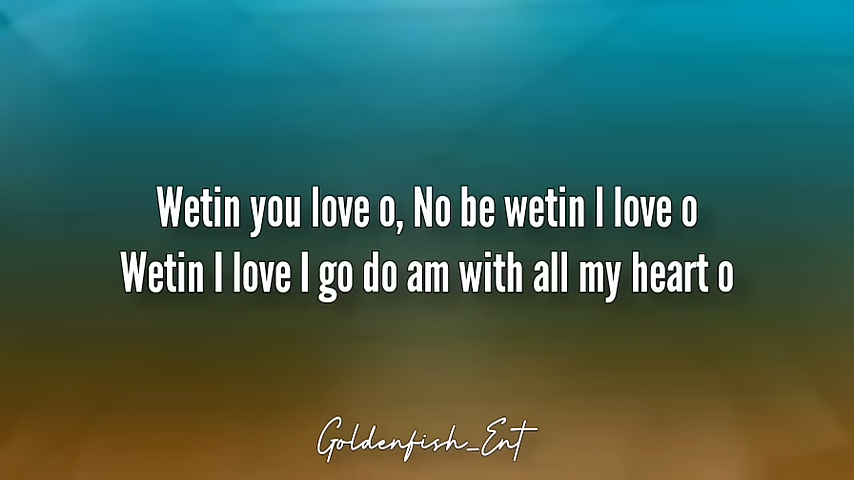 Wetin you love o, No be wetin I love o
Wetin I love I go do am with all my heart o
Goldenfish_Ent